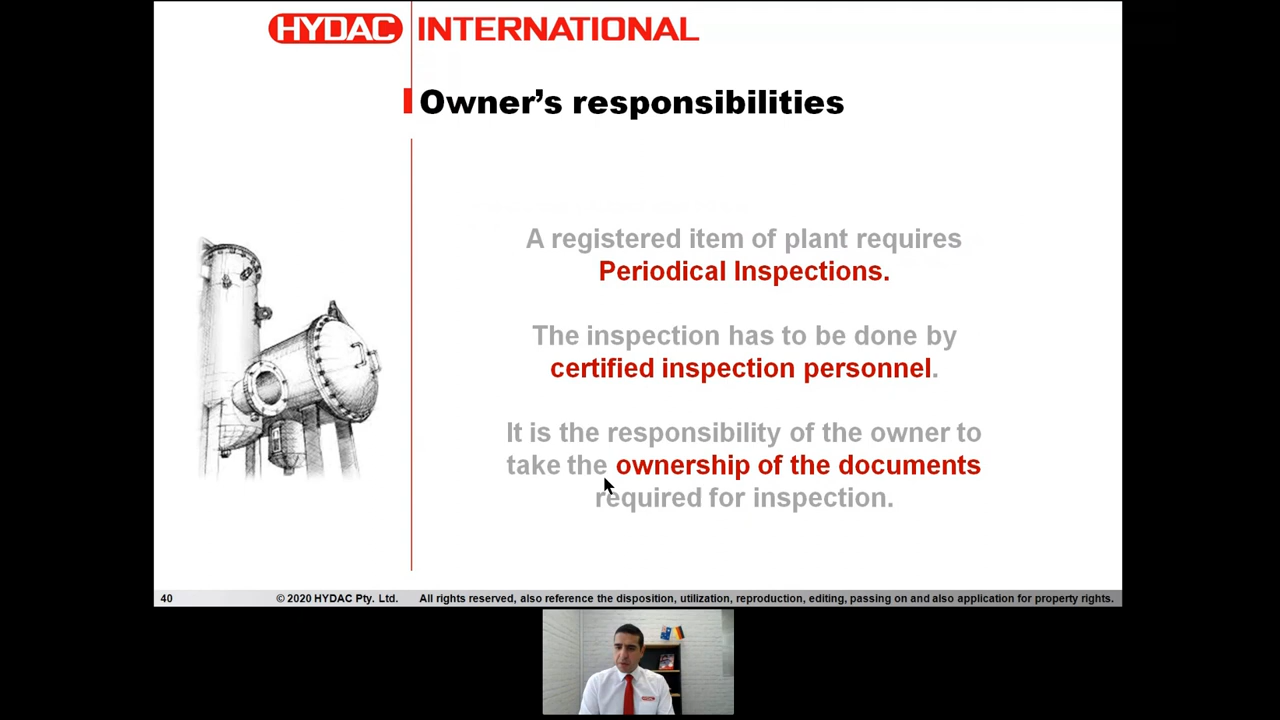 HYDAC INTERNATIONAL
Owner’s responsibilities
A registered item of plant requires
Periodical Inspections.
The inspection has to be done by
certified inspection personnel.
It is the responsibility of the owner to
take the ownership of the documents
required for inspection.
40 © 2020 HYDAC Pty. Ltd. All rights reserved, also reference the disposition, utilization, reproduction, editing, passing on and also application for property rights.
HYDAC